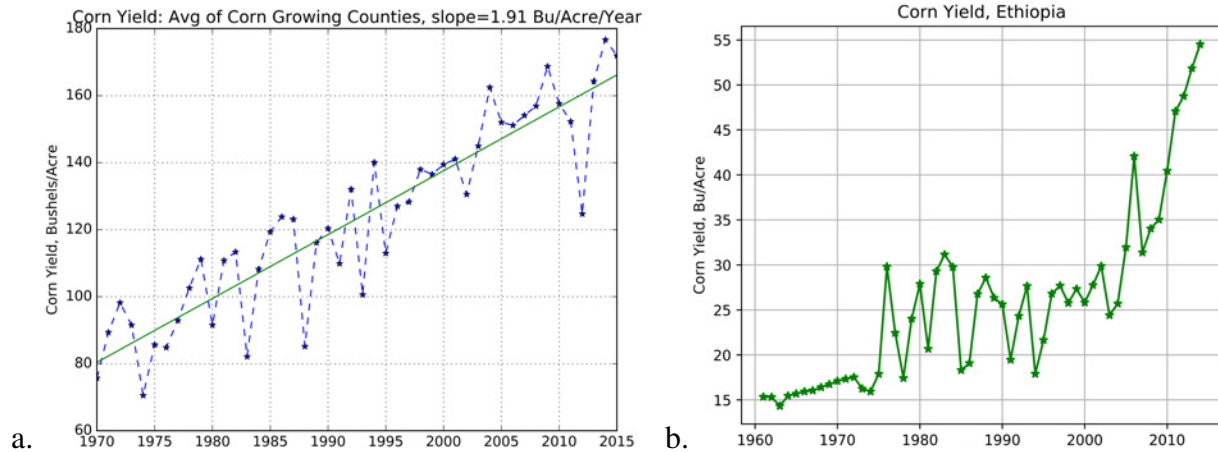 Corn Yield: Avg of Corn Growing Counties, slope=1.91 Bu/Acre/Year
Corn Yield, Bushels/Acre
180
160
140
120
100
80
60
1970 1975 1980 1985 1990 1995 2000 2005 2010 2015
a.
Corn Yield, Ethiopia
Corn Yield, Bu/Acre
55
50
45
40
35
30
25
20
15
1960 1970 1980 1990 2000 2010
b.